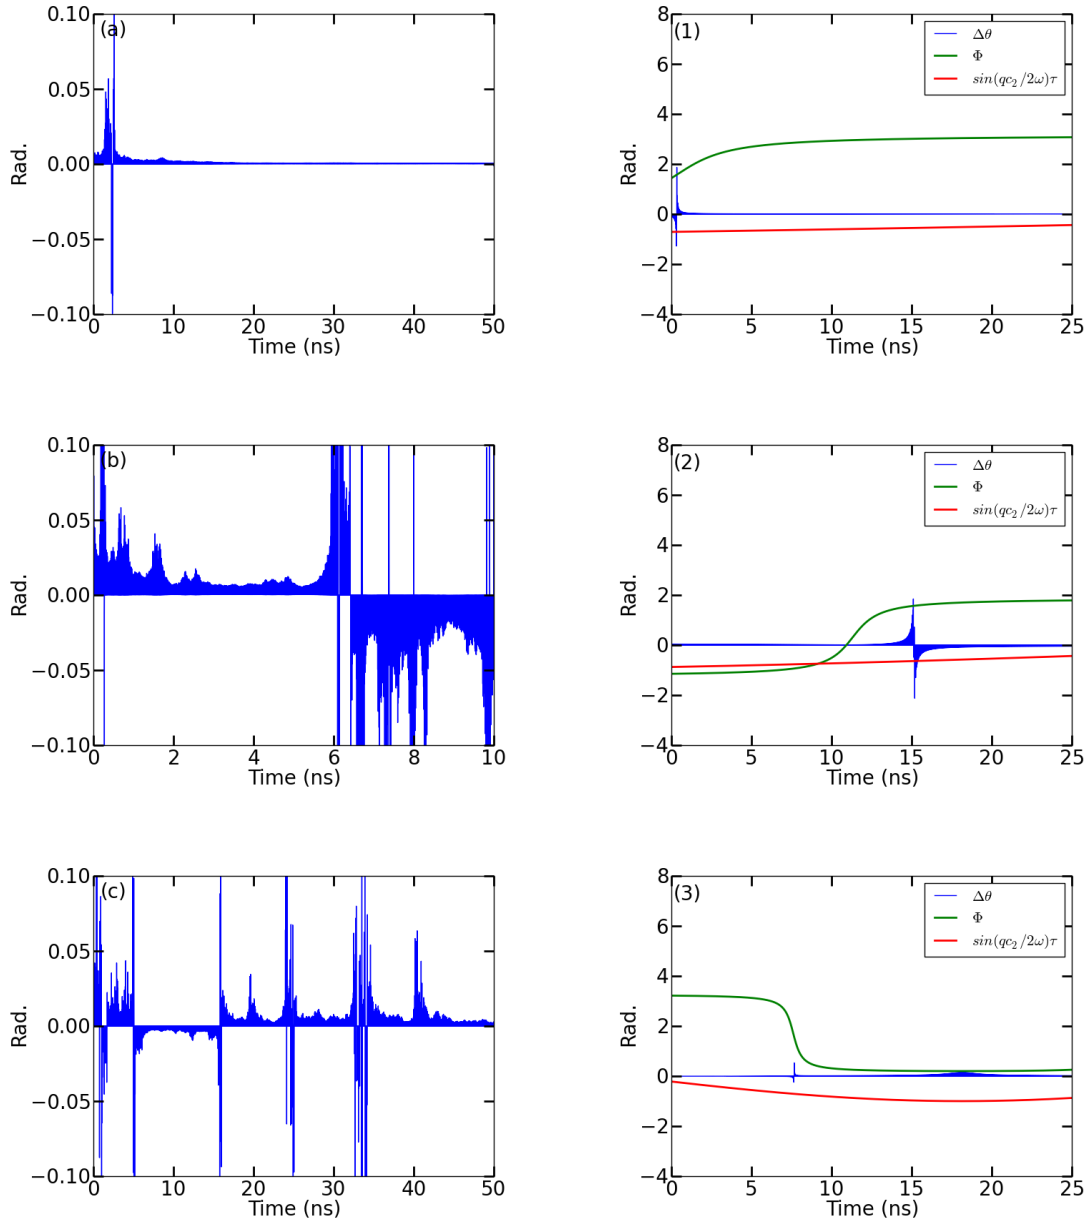 (a)
Rad.
0.10
0.05
0.00
−0.05
−0.10
0 10 20 30 40 50
Time (ns)
(1)
Rad.
8
6
4
2
0
−2
−4
Δθ
Φ
sin(qc₂/2ω)τ
0 5 10 15 20 25
Time (ns)
(b)
Rad.
0.10
0.05
0.00
−0.05
−0.10
0 2 4 6 8 10
Time (ns)
(2)
Rad.
8
6
4
2
0
−2
−4
Δθ
Φ
sin(qc₂/2ω)τ
0 5 10 15 20 25
Time (ns)
(c)
Rad.
0.10
0.05
0.00
−0.05
−0.10
0 10 20 30 40 50
Time (ns)
(3)
Rad.
8
6
4
2
0
−2
−4
Δθ
Φ
sin(qc₂/2ω)τ
0 5 10 15 20 25
Time (ns)